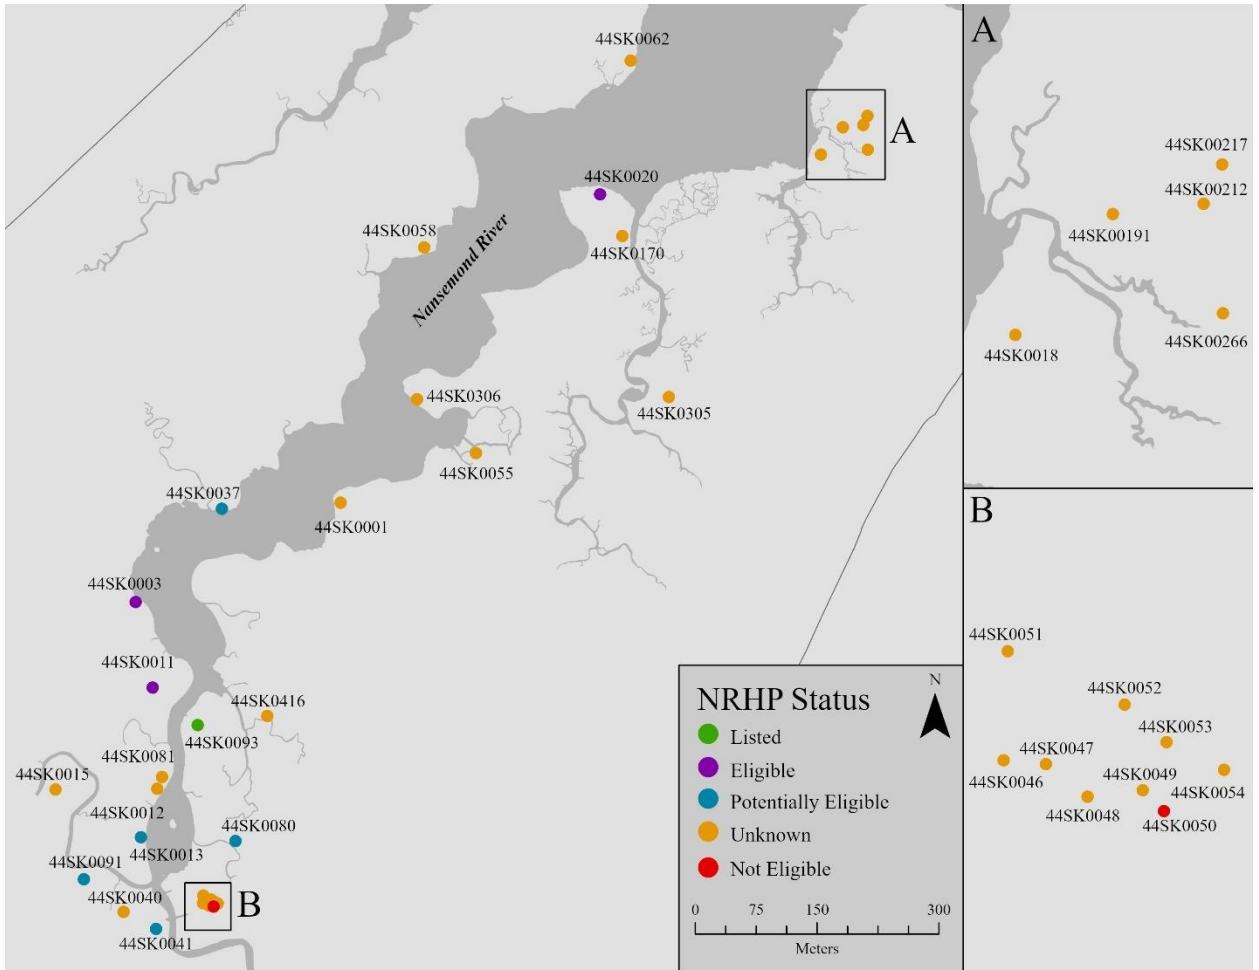 44SK0062
A
44SK0020
44SK0058
Nansemond River
44SK0170
44SK0306
44SK0305
44SK0055
44SK0037
44SK0001
44SK0003
44SK0011
44SK0416
44SK0093
44SK0081
44SK0015
44SK0012
44SK0080
44SK0013
44SK0091
44SK0040
B
44SK0041
NRHP Status
N
Listed
Eligible
Potentially Eligible
Unknown
Not Eligible
0 75 150 300
Meters
A
44SK00217
44SK00212
44SK00191
44SK00266
44SK0018
B
44SK0051
44SK0052
44SK0053
44SK0047
44SK0046
44SK0049
44SK0054
44SK0048
44SK0050